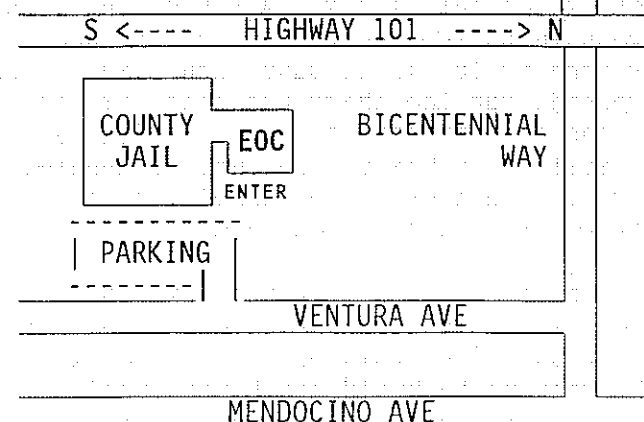 S <---- HIGHWAY 101 ----> N
COUNTY
JAIL
EOC
ENTER
BICENTENNIAL
WAY
PARKING
VENTURA AVE
MENDOCINO AVE